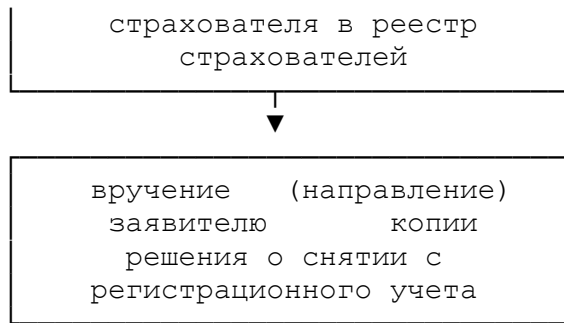 страхователя в реестр
страхователей
вручение (направление)
заявителю копии
решения о снятии с
регистрационного учета